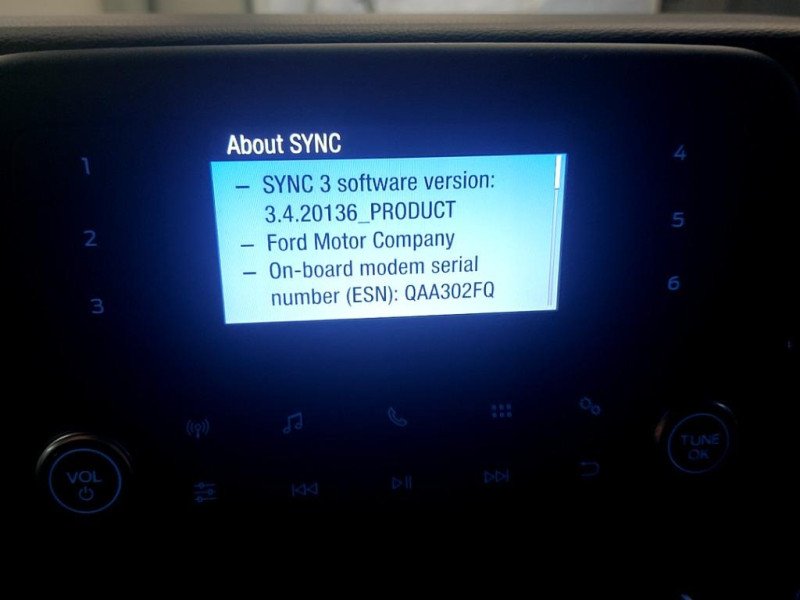 About SYNC
– SYNC 3 software version:
3.4.20136_PRODUCT
– Ford Motor Company
– On-board modem serial
number (ESN): QAA302FQ
1
2
3
4
5
6
VOL
TUNE
OK